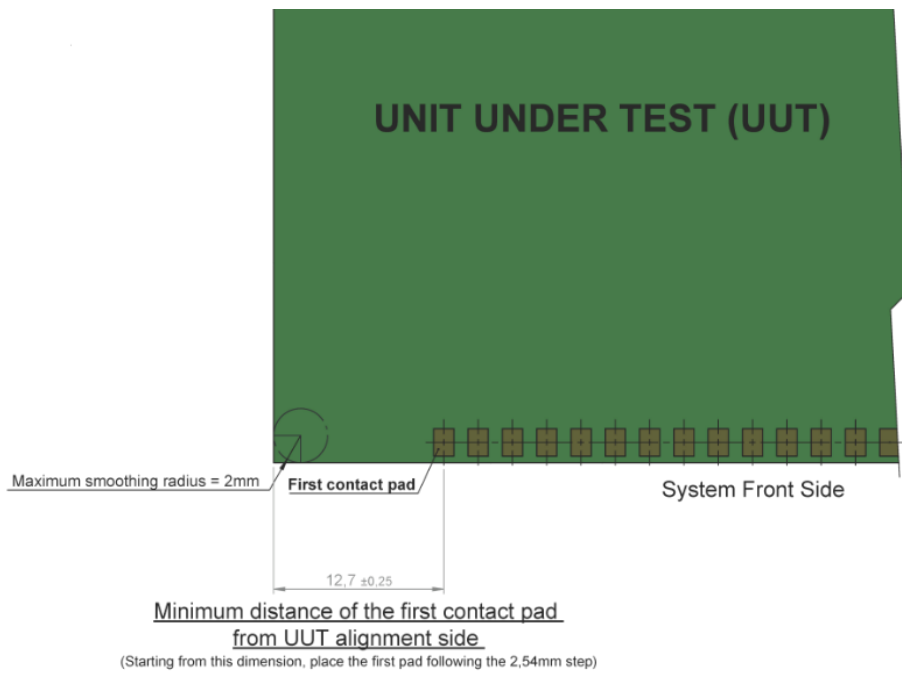 UNIT UNDER TEST (UUT)
Maximum smoothing radius = 2mm
First contact pad
System Front Side
12,7 ±0,25
Minimum distance of the first contact pad
from UUT alignment side
(Starting from this dimension, place the first pad following the 2,54mm step)